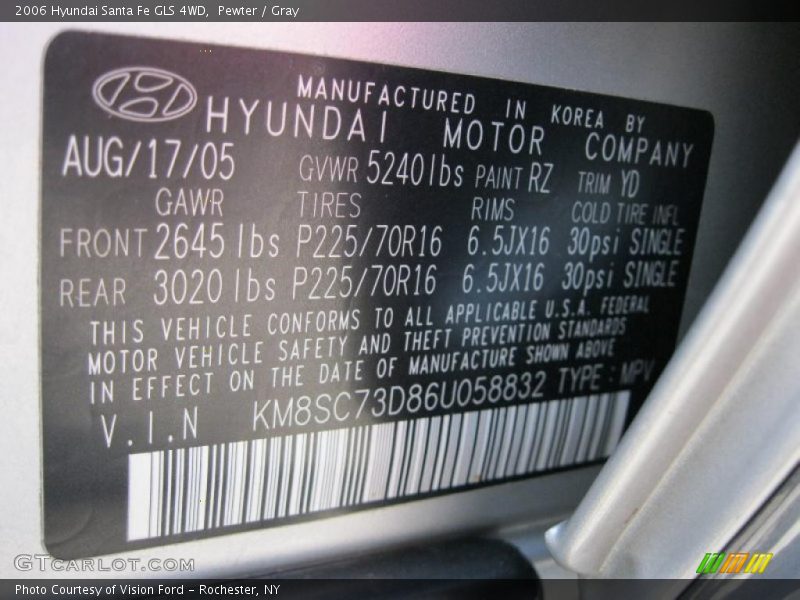 2006 Hyundai Santa Fe GLS 4WD, Pewter / Gray
MANUFACTURED IN KOREA BY
HYUNDAI MOTOR COMPANY
AUG/17/05 GVWR 5240lbs PAINT RZ TRIM YD
GAWR TIRES RIMS COLD TIRE INFL
FRONT 2645 lbs P225/70R16 6.5JX16 30psi SINGLE
REAR 3020 lbs P225/70R16 6.5JX16 30psi SINGLE
THIS VEHICLE CONFORMS TO ALL APPLICABLE U.S.A. FEDERAL
MOTOR VEHICLE SAFETY AND THEFT PREVENTION STANDARDS
IN EFFECT ON THE DATE OF MANUFACTURE SHOWN ABOVE
V.I.N KM8SC73D86U058832 TYPE : MPV
GTCARLOT.COM
Photo Courtesy of Vision Ford - Rochester, NY